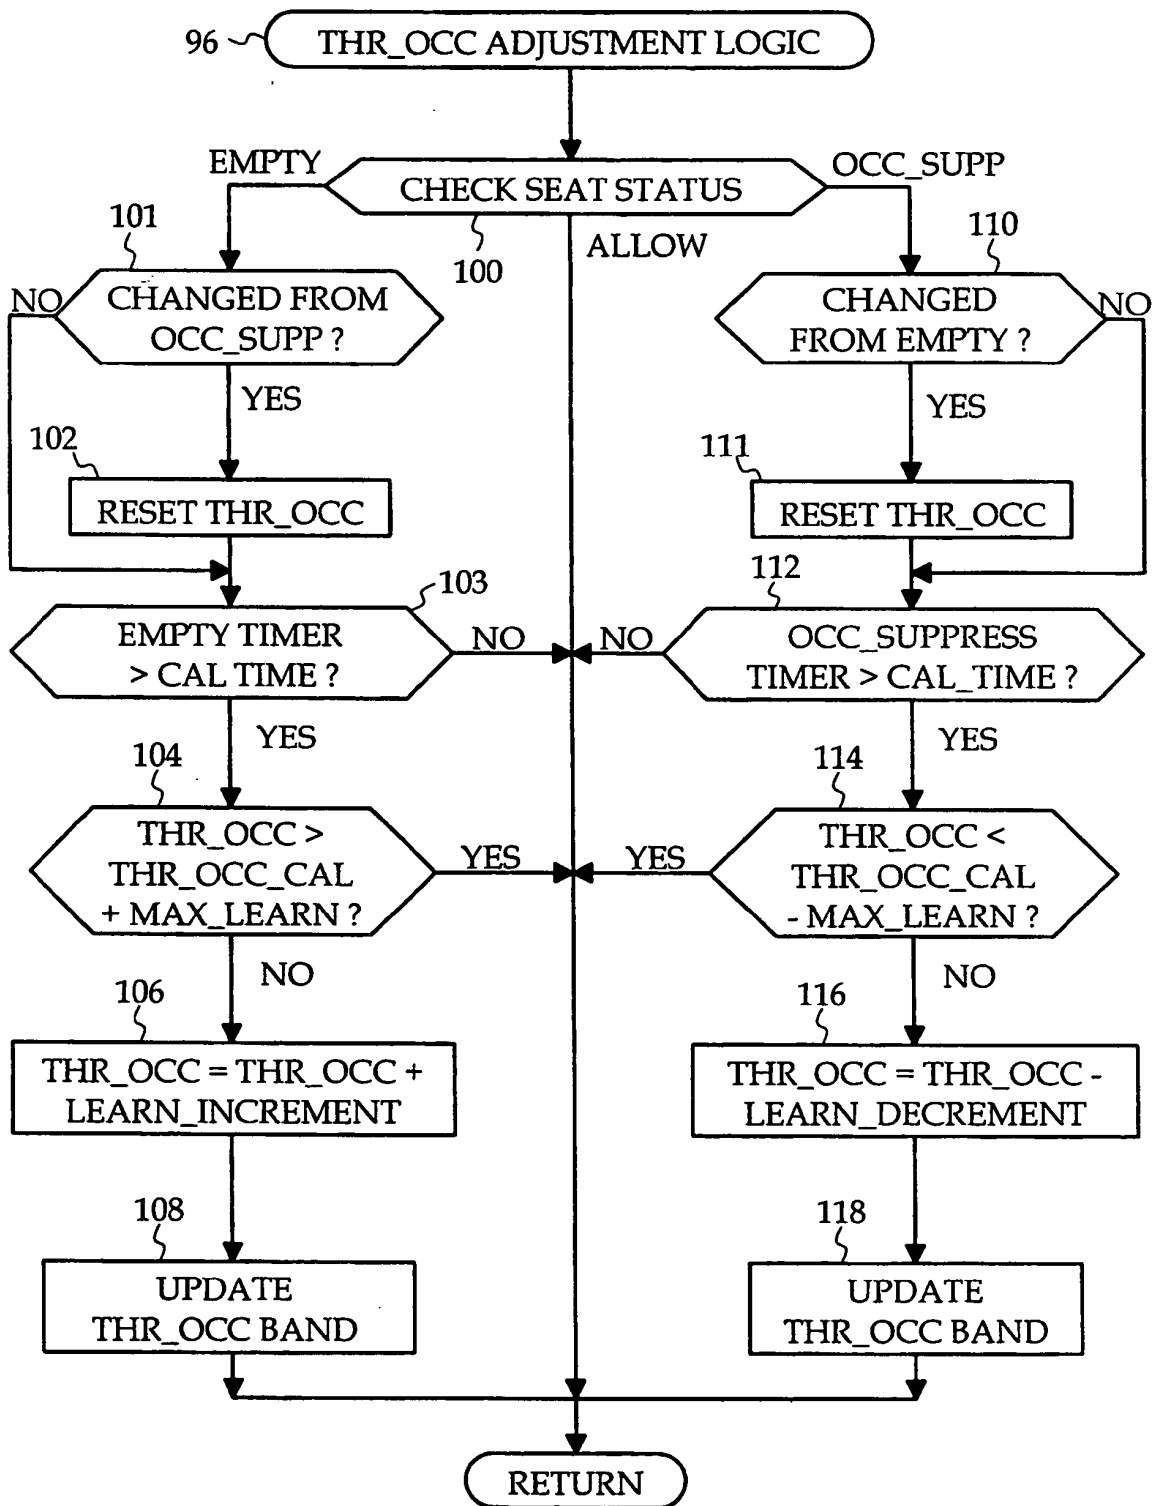 96
THR_OCC ADJUSTMENT LOGIC
EMPTY
OCC_SUPP
CHECK SEAT STATUS
101
110
100
ALLOW
NO
CHANGED FROM
OCC_SUPP ?
CHANGED
FROM EMPTY ?
NO
YES
YES
102
111
RESET THR_OCC
RESET THR_OCC
103
112
EMPTY TIMER
> CAL TIME ?
NO
NO
OCC_SUPPRESS
TIMER > CAL_TIME ?
YES
YES
104
114
THR_OCC >
THR_OCC_CAL
+ MAX_LEARN ?
YES
YES
THR_OCC <
THR_OCC_CAL
- MAX_LEARN ?
NO
NO
106
116
THR_OCC = THR_OCC +
LEARN_INCREMENT
THR_OCC = THR_OCC -
LEARN_DECREMENT
108
118
UPDATE
THR_OCC BAND
UPDATE
THR_OCC BAND
RETURN